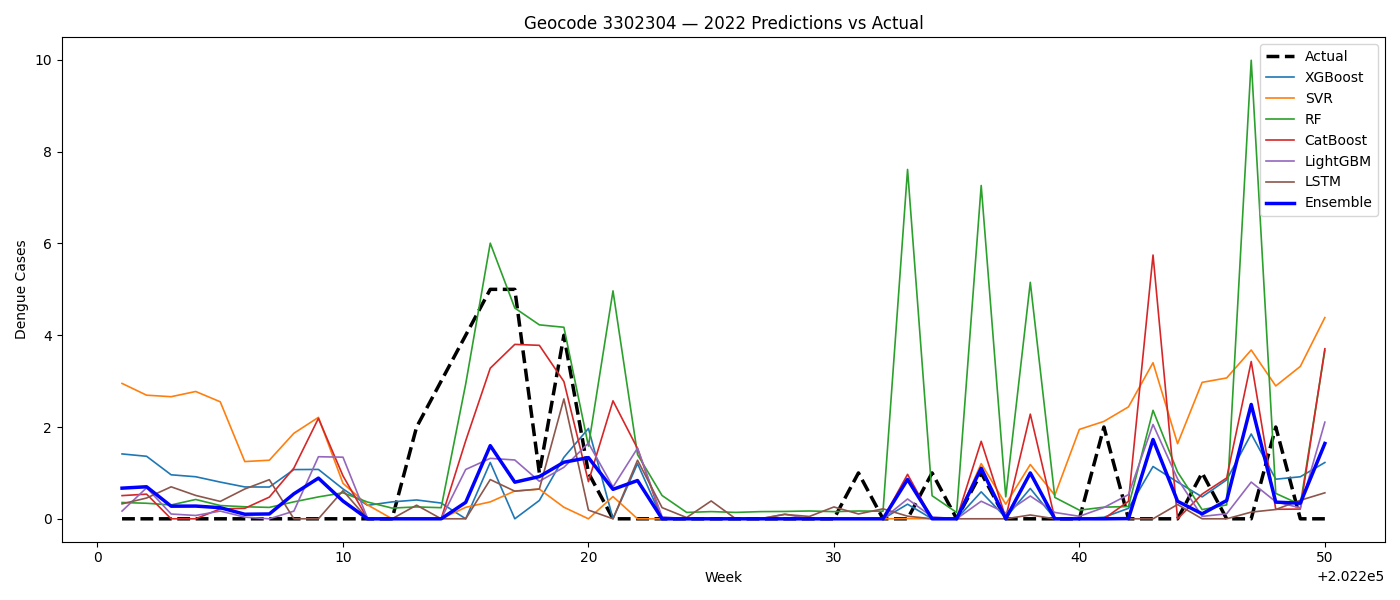 Geocode 3302304 — 2022 Predictions vs Actual
Dengue Cases
10
8
6
4
2
0
Actual
XGBoost
SVR
RF
CatBoost
LightGBM
LSTM
Ensemble
0 10 20 30 40 50
+2.022e5
Week